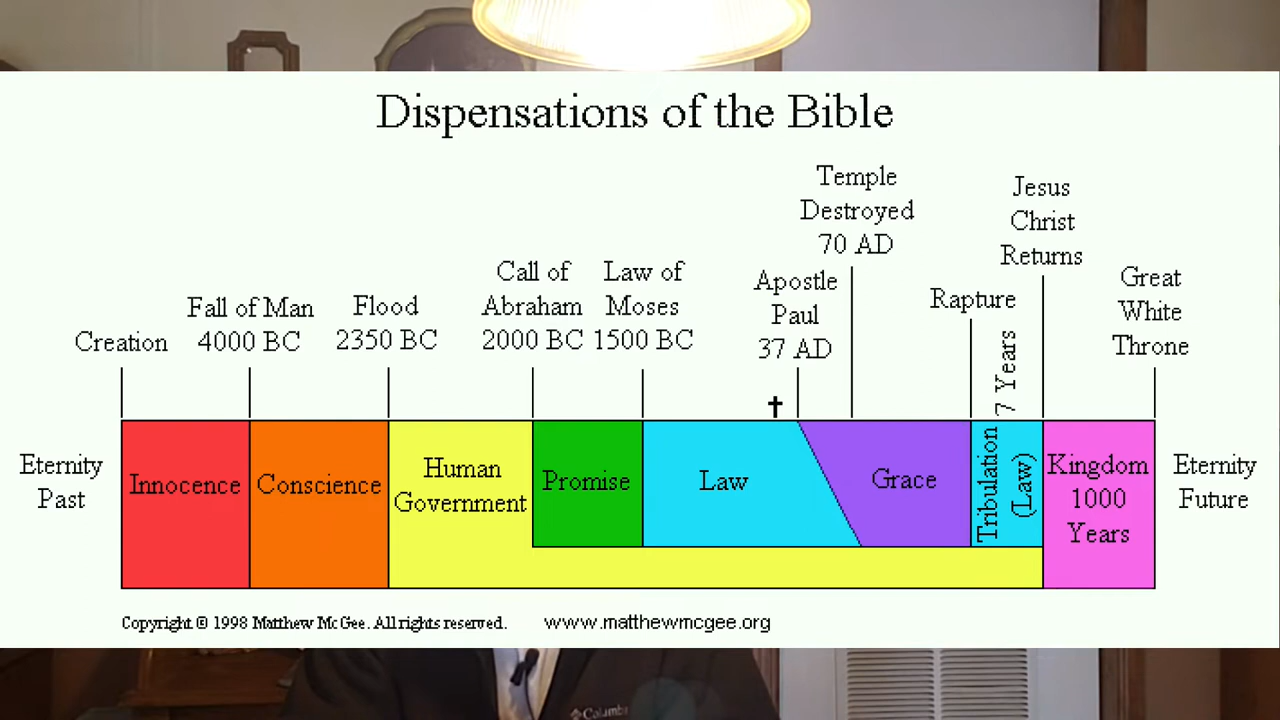 Dispensations of the Bible
Temple
Destroyed
70 AD
Jesus
Christ
Returns
Call of
Abraham
2000 BC
Law of
Moses
1500 BC
Apostle
Paul
37 AD
Great
White
Throne
Fall of Man
4000 BC
Flood
2350 BC
Rapture
7 Years
Creation
Eternity
Past
Innocence
Conscience
Human
Government
Promise
Law
Grace
Tribulation
(Law)
Kingdom
1000
Years
Eternity
Future
Copyright © 1998 Matthew McGee. All rights reserved.
www.matthewmcgee.org
Columbia